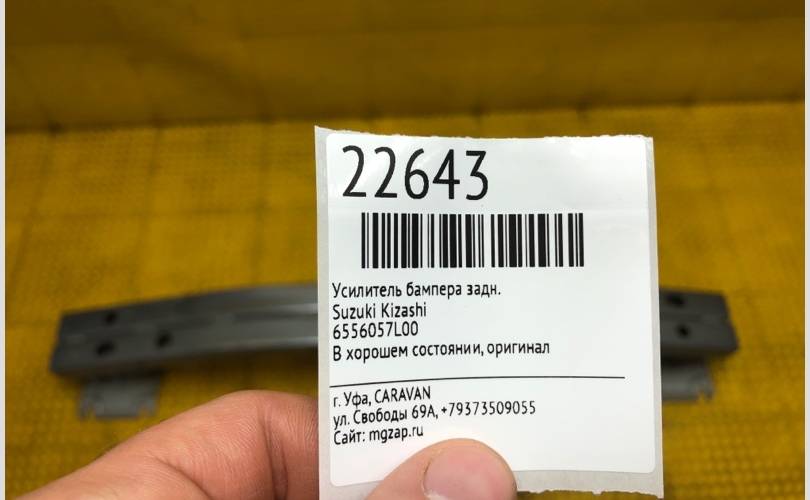 22643
Усилитель бампера задн.
Suzuki Kizashi
6556057L00
В хорошем состоянии, оригинал
г. Уфа, CARAVAN
ул. Свободы 69А, +79373509055
Сайт: mgzap.ru